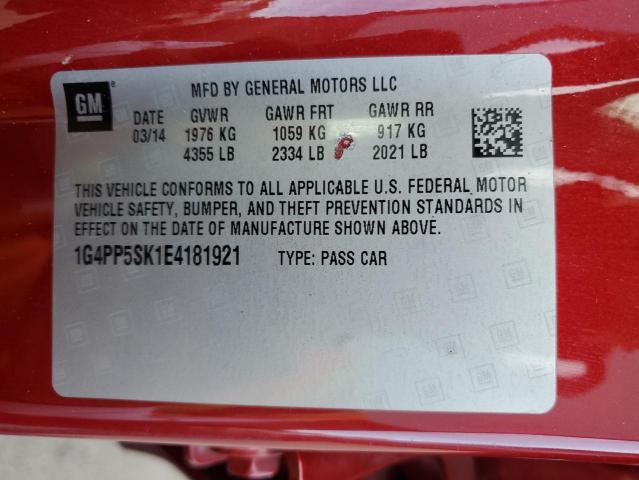 GM
MFD BY GENERAL MOTORS LLC
DATE GVWR GAWR FRT GAWR RR
03/14 1976 KG 1059 KG 917 KG
4355 LB 2334 LB 2021 LB
THIS VEHICLE CONFORMS TO ALL APPLICABLE U.S. FEDERAL MOTOR
VEHICLE SAFETY, BUMPER, AND THEFT PREVENTION STANDARDS IN
EFFECT ON THE DATE OF MANUFACTURE SHOWN ABOVE.
1G4PP5SK1E4181921 TYPE: PASS CAR